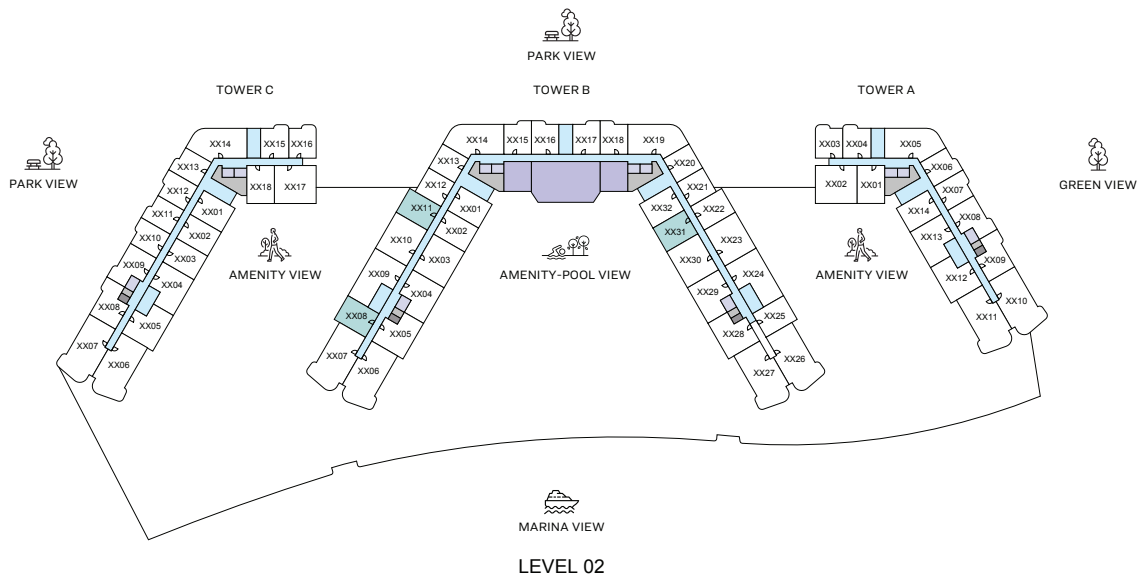 PARK VIEW
TOWER C
TOWER B
TOWER A
PARK VIEW
GREEN VIEW
XX14
XX15
XX16
XX13
XX18
XX17
XX12
XX01
XX11
XX02
XX10
XX03
XX09
XX04
XX08
XX05
XX07
XX06
AMENITY VIEW
XX14
XX15
XX16
XX17
XX18
XX19
XX13
XX20
XX12
XX01
XX32
XX21
XX11
XX02
XX31
XX22
XX10
XX03
XX30
XX23
XX09
XX04
XX29
XX24
XX08
XX05
XX28
XX25
XX07
XX06
XX27
XX26
AMENITY-POOL VIEW
XX03
XX04
XX05
XX02
XX01
XX06
XX07
XX14
XX08
XX13
XX09
XX12
XX10
XX11
AMENITY VIEW
MARINA VIEW
LEVEL 02